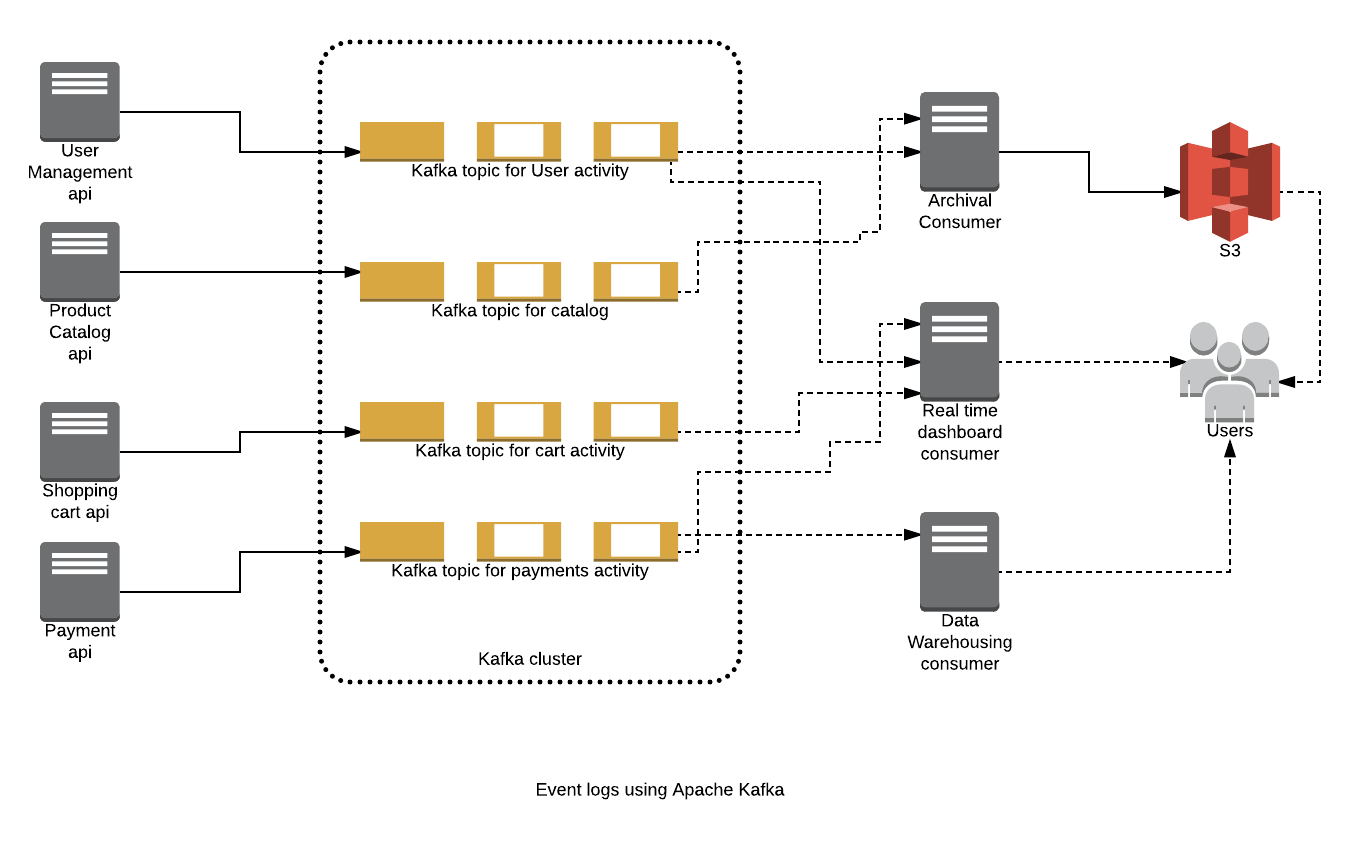 User
Management
api
Product
Catalog
api
Shopping
cart api
Payment
api
Kafka topic for User activity
Kafka topic for catalog
Kafka topic for cart activity
Kafka topic for payments activity
Kafka cluster
Archival
Consumer
Real time
dashboard
consumer
Data
Warehousing
consumer
S3
Users
Event logs using Apache Kafka